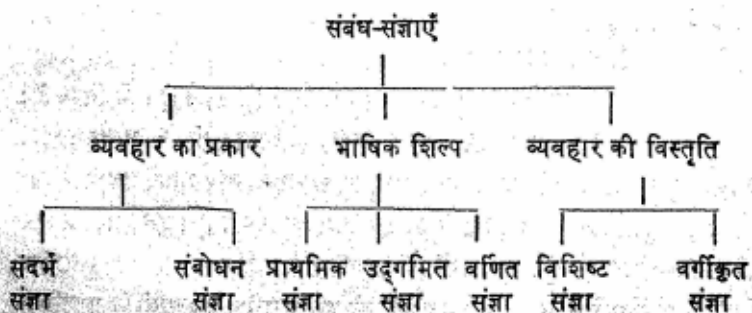 संबंध-संज्ञाएँ
व्यवहार का प्रकार भाषिक शिल्प व्यवहार की विस्तृति
संदर्भ संबोधन प्राथमिक उद्गमित वर्णित विशिष्ट वर्गीकृत
संज्ञा संज्ञा संज्ञा संज्ञा संज्ञा संज्ञा संज्ञा